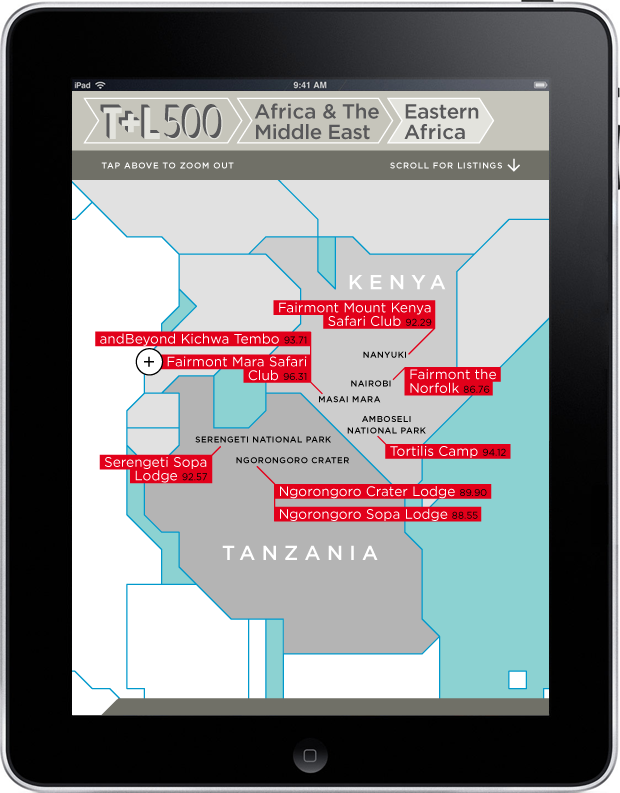 iPad 9:41 AM
T+L 500
Africa & The
Middle East
Eastern
Africa
TAP ABOVE TO ZOOM OUT
SCROLL FOR LISTINGS
KENYA
Fairmont Mount Kenya
Safari Club 92.29
andBeyond Kichwa Tembo 93.71
NANYUKI
Fairmont Mara Safari
Club 96.31
Fairmont the
Norfolk 86.76
NAIROBI
MASAI MARA
AMBOSELI
NATIONAL PARK
SERENGETI NATIONAL PARK
Tortilis Camp 94.12
NGORONGORO CRATER
Serengeti Sopa
Lodge 92.57
Ngorongoro Crater Lodge 89.90
Ngorongoro Sopa Lodge 88.55
TANZANIA